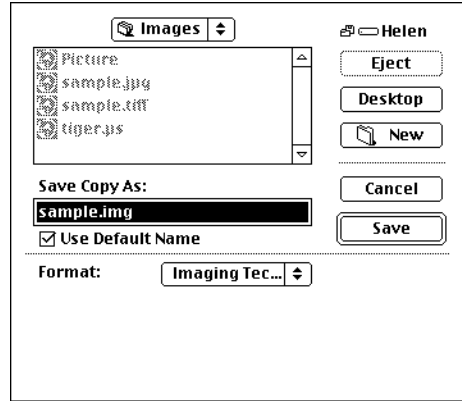 Images
Helen
Picture
sample.jpg
sample.tiff
tiger.ps
Eject
Desktop
New
Save Copy As:
sample.img
Use Default Name
Cancel
Save
Format:
Imaging Tec...